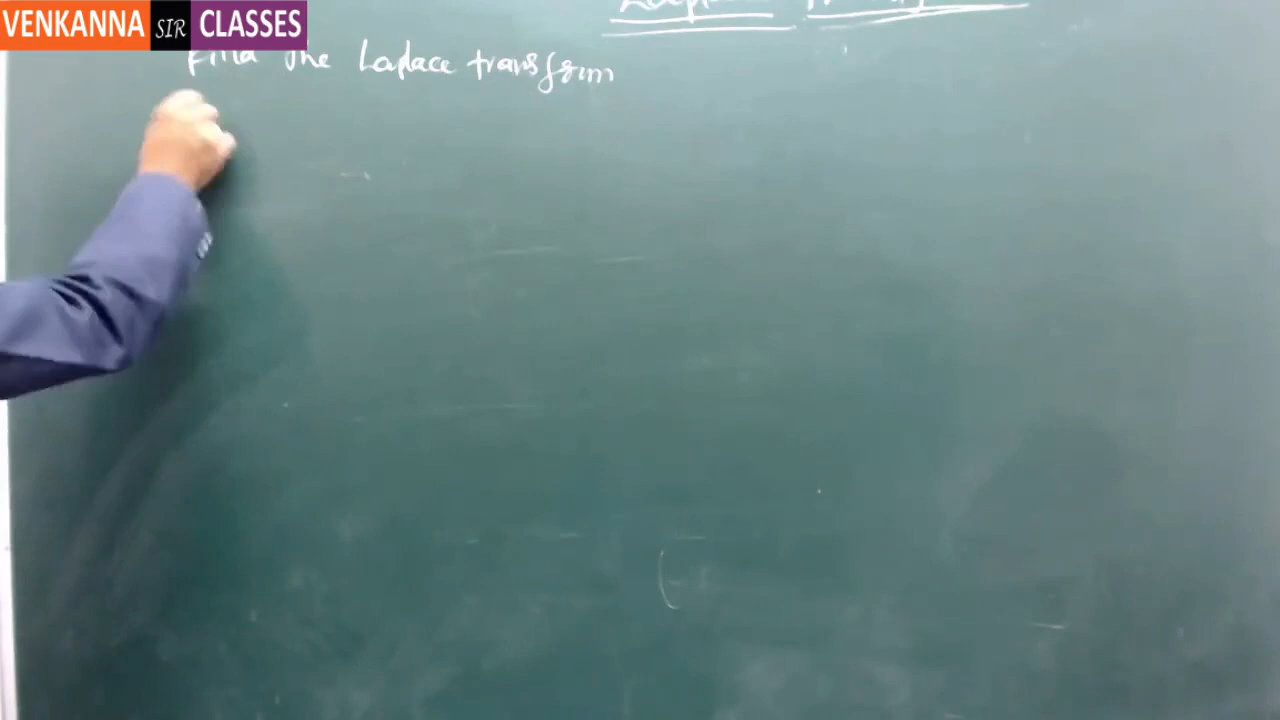 VENKANNA SIR CLASSES
Find the Laplace transform